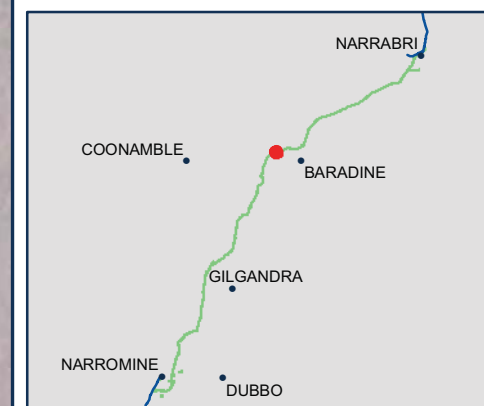 NARRABRI
COONAMBLE
BARADINE
GILGANDRA
NARROMINE
DUBBO